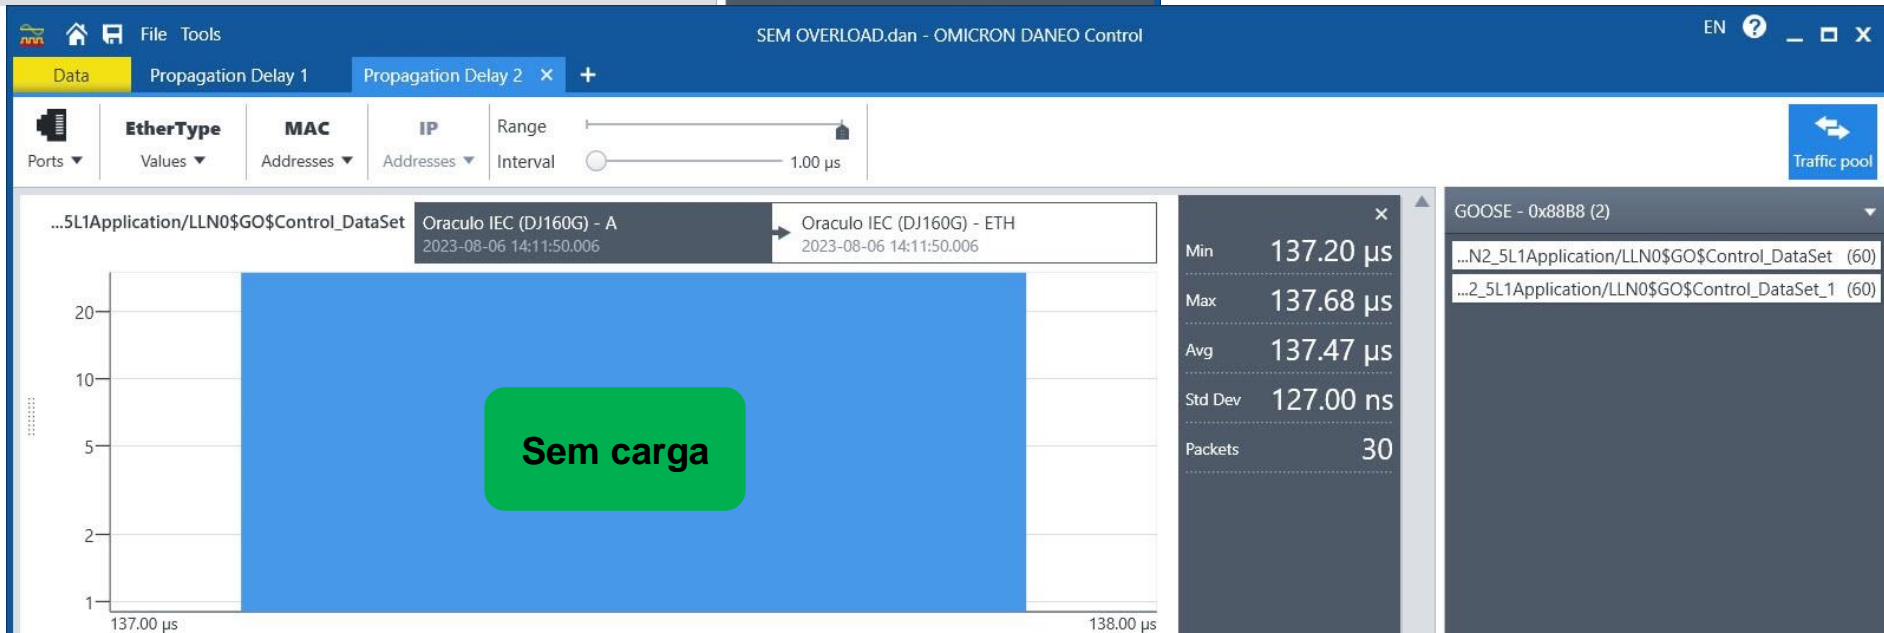 File Tools
SEM OVERLOAD.dan - OMICRON DANEO Control
EN ?
Data
Propagation Delay 1
Propagation Delay 2 × +
Ports ▼
EtherType
Values ▼
MAC
Addresses ▼
IP
Addresses ▼
Range
Interval
1.00 µs
Traffic pool
...5L1Application/LLN0$GO$Control_DataSet
Oraculo IEC (DJ160G) - A
2023-08-06 14:11:50.006
Oraculo IEC (DJ160G) - ETH
2023-08-06 14:11:50.006
20
10
5
2
1
137.00 µs
138.00 µs
Sem carga
×
Min 137.20 µs
Max 137.68 µs
Avg 137.47 µs
Std Dev 127.00 ns
Packets 30
GOOSE - 0x88B8 (2)
...N2_5L1Application/LLN0$GO$Control_DataSet (60)
...2_5L1Application/LLN0$GO$Control_DataSet_1 (60)